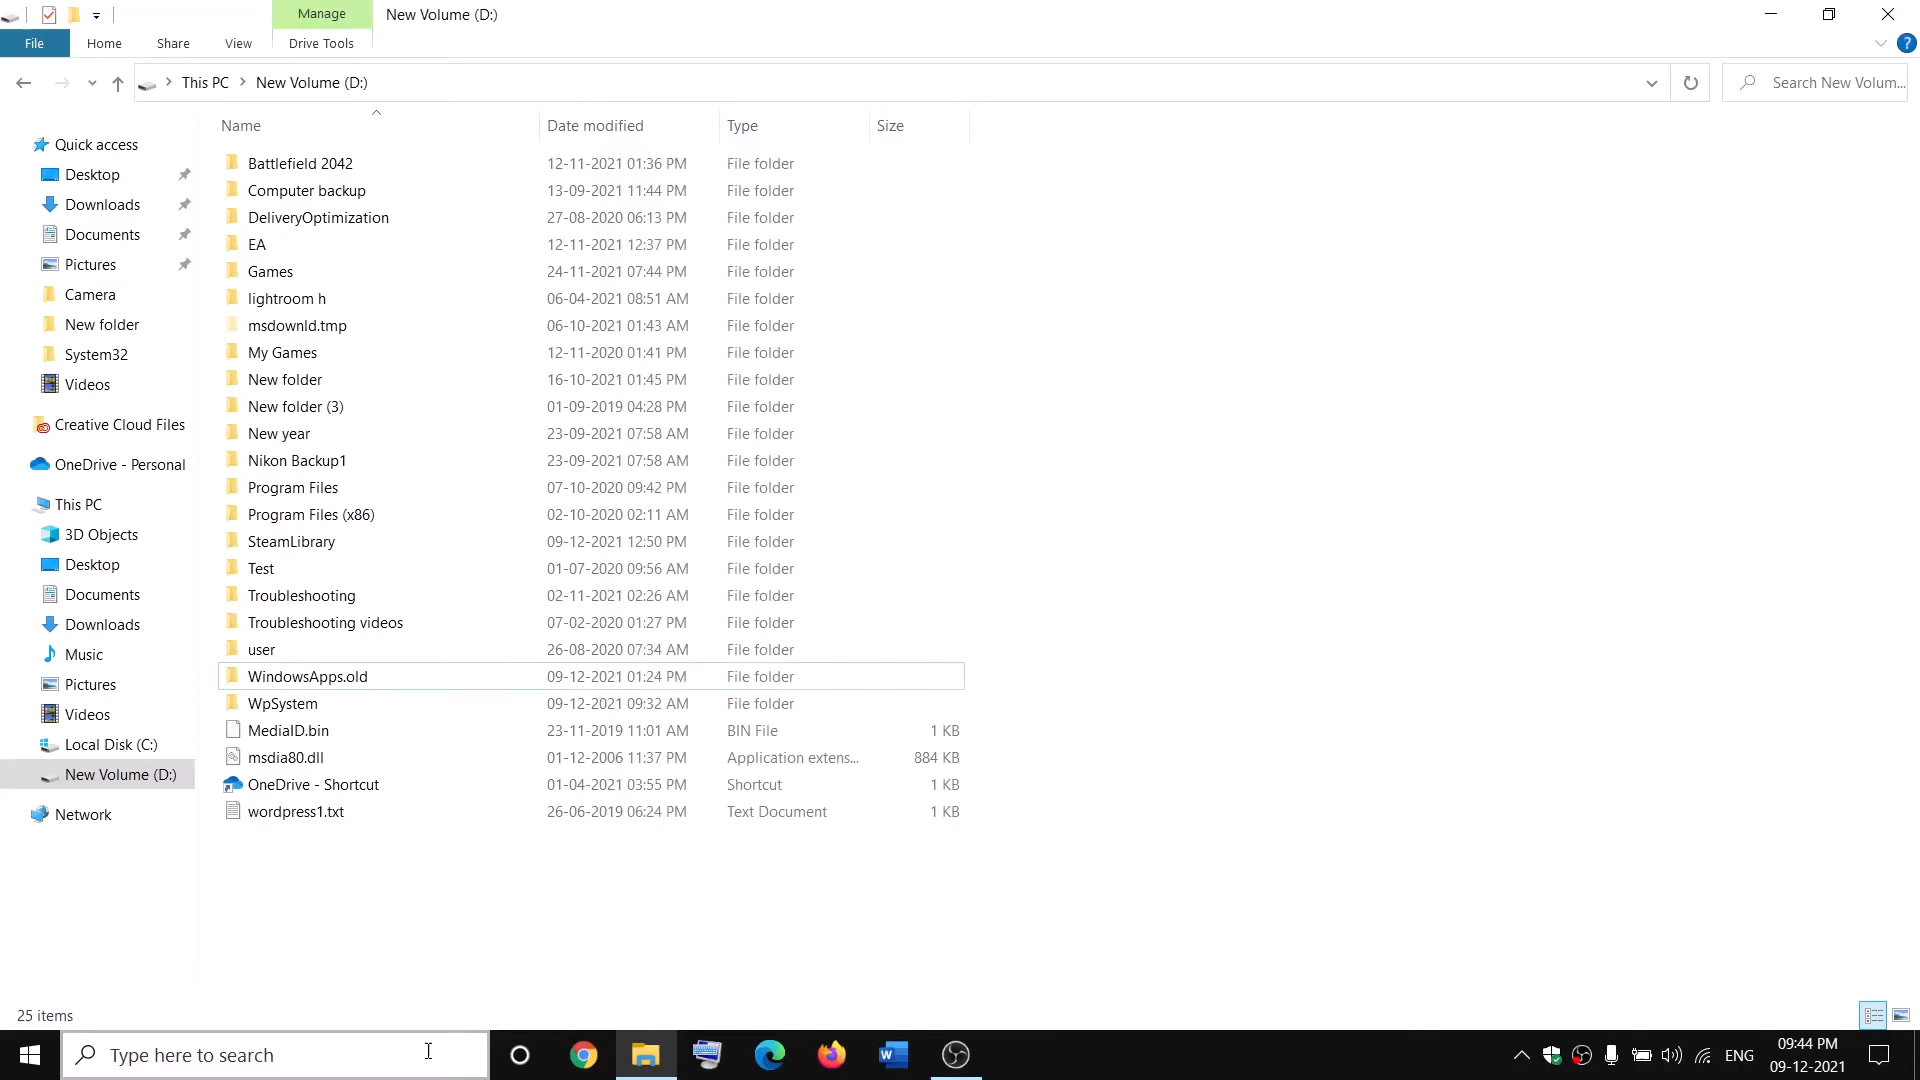 Manage
New Volume (D:)
File
Home
Share
View
Drive Tools
?
This PC
New Volume (D:)
Search New Volum...
Name
Date modified
Type
Size
Quick access
Desktop
Downloads
Documents
Pictures
Camera
New folder
System32
Videos
Creative Cloud Files
OneDrive - Personal
This PC
3D Objects
Desktop
Documents
Downloads
Music
Pictures
Videos
Local Disk (C:)
New Volume (D:)
Network
Battlefield 2042 12-11-2021 01:36 PM File folder
Computer backup 13-09-2021 11:44 PM File folder
DeliveryOptimization 27-08-2020 06:13 PM File folder
EA 12-11-2021 12:37 PM File folder
Games 24-11-2021 07:44 PM File folder
lightroom h 06-04-2021 08:51 AM File folder
msdownld.tmp 06-10-2021 01:43 AM File folder
My Games 12-11-2020 01:41 PM File folder
New folder 16-10-2021 01:45 PM File folder
New folder (3) 01-09-2019 04:28 PM File folder
New year 23-09-2021 07:58 AM File folder
Nikon Backup1 23-09-2021 07:58 AM File folder
Program Files 07-10-2020 09:42 PM File folder
Program Files (x86) 02-10-2020 02:11 AM File folder
SteamLibrary 09-12-2021 12:50 PM File folder
Test 01-07-2020 09:56 AM File folder
Troubleshooting 02-11-2021 02:26 AM File folder
Troubleshooting videos 07-02-2020 01:27 PM File folder
user 26-08-2020 07:34 AM File folder
WindowsApps.old 09-12-2021 01:24 PM File folder
WpSystem 09-12-2021 09:32 AM File folder
MediaID.bin 23-11-2019 11:01 AM BIN File 1 KB
msdia80.dll 01-12-2006 11:37 PM Application extens... 884 KB
OneDrive - Shortcut 01-04-2021 03:55 PM Shortcut 1 KB
wordpress1.txt 26-06-2019 06:24 PM Text Document 1 KB
25 items
Type here to search
W
ENG
09:44 PM
09-12-2021